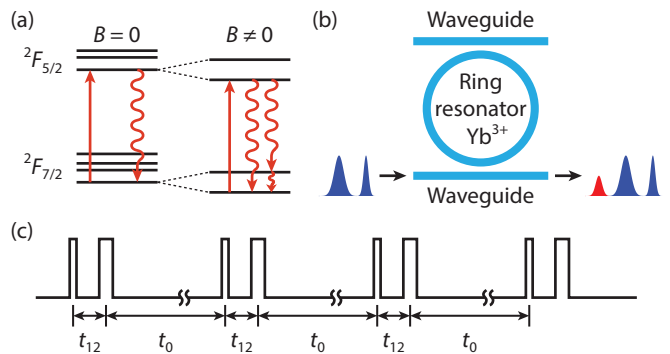 (a)
B = 0
B ≠ 0
²F₅/₂
²F₇/₂
(b)
Waveguide
Ring
resonator
Yb³⁺
Waveguide
(c)
t₁₂
t₀
t₁₂
t₀
t₁₂
t₀